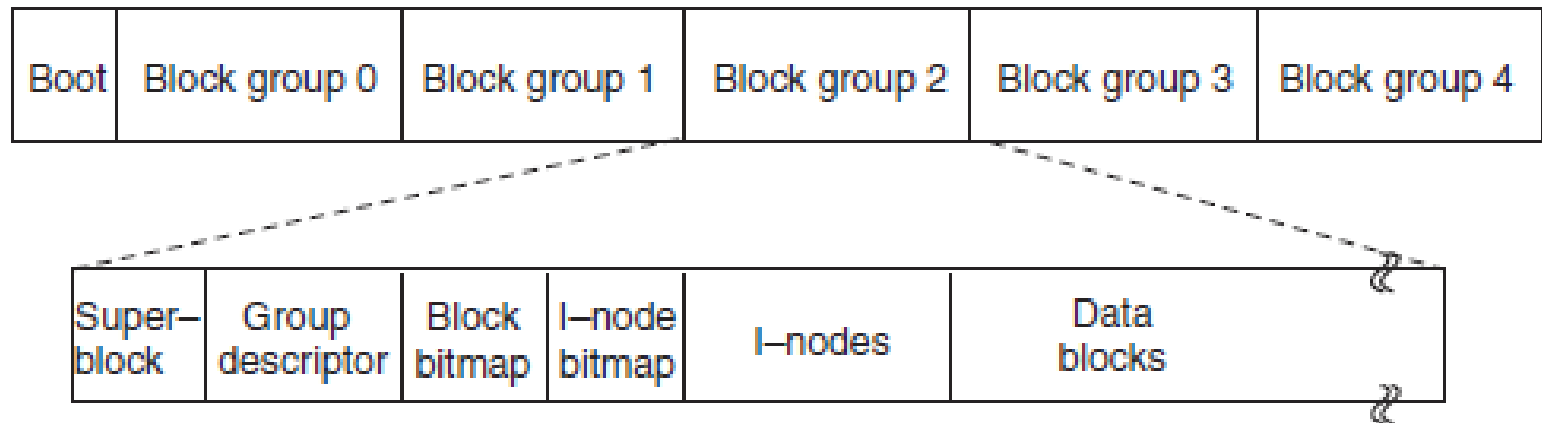 Boot Block group 0 Block group 1 Block group 2 Block group 3 Block group 4
Super–
block
Group
descriptor
Block
bitmap
I–node
bitmap
I–nodes
Data
blocks